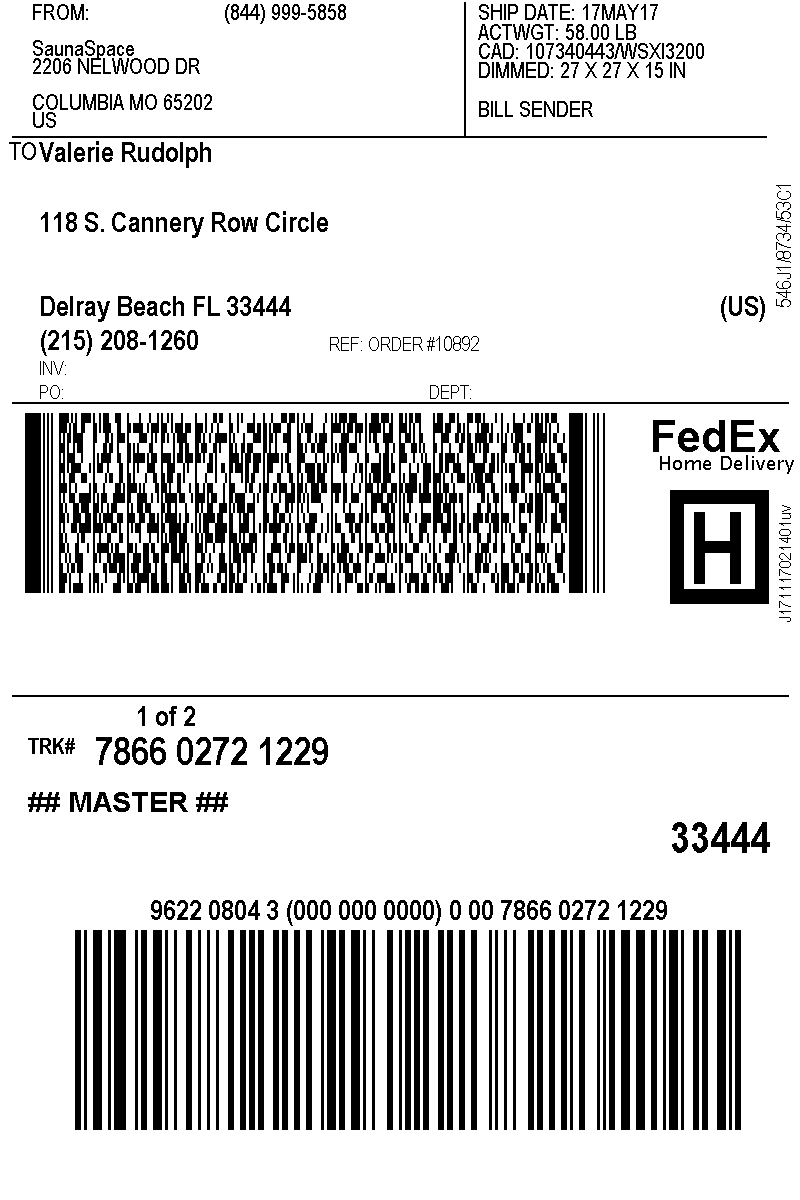 FROM: (844) 999-5858
SaunaSpace
2206 NELWOOD DR
COLUMBIA MO 65202
US
SHIP DATE: 17MAY17
ACTWGT: 58.00 LB
CAD: 107340443/WSXI3200
DIMMED: 27 X 27 X 15 IN
BILL SENDER
TO Valerie Rudolph
118 S. Cannery Row Circle
Delray Beach FL 33444 (US)
(215) 208-1260 REF: ORDER #10892
INV:
PO: DEPT:
546J1/8734/53C1
FedEx
Home Delivery
H
J171117021401uv
1 of 2
TRK# 7866 0272 1229
## MASTER ##
33444
9622 0804 3 (000 000 0000) 0 00 7866 0272 1229